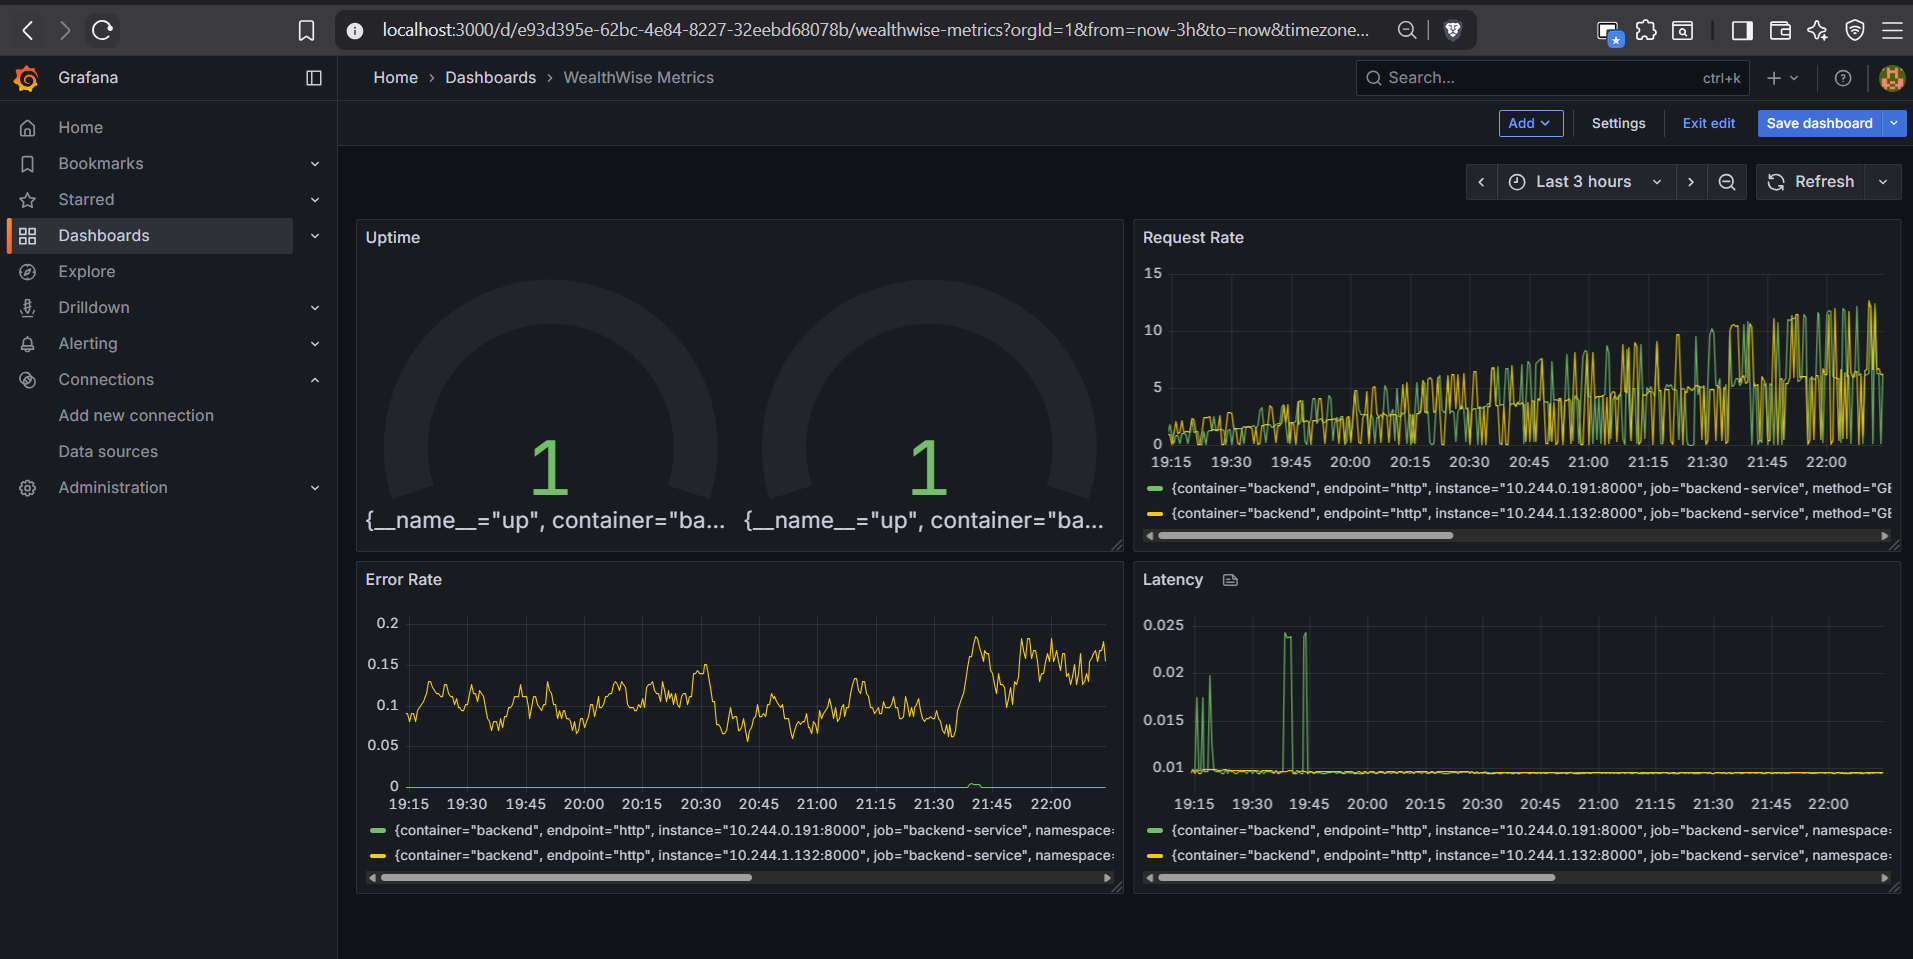 localhost:3000/d/e93d395e-62bc-4e84-8227-32eebd68078b/wealthwise-metrics?orgId=1&from=now-3h&to=now&timezone...
Grafana
Home › Dashboards › WealthWise Metrics
Search...
ctrl+k
Add
Settings
Exit edit
Save dashboard
Home
Bookmarks
Starred
Dashboards
Explore
Drilldown
Alerting
Connections
Add new connection
Data sources
Administration
Last 3 hours
Refresh
Uptime
1
{__name__="up", container="ba...
1
{__name__="up", container="ba...
Request Rate
15
10
5
0
19:15 19:30 19:45 20:00 20:15 20:30 20:45 21:00 21:15 21:30 21:45 22:00
{container="backend", endpoint="http", instance="10.244.0.191:8000", job="backend-service", method="GE
{container="backend", endpoint="http", instance="10.244.1.132:8000", job="backend-service", method="GE
Error Rate
0.2
0.15
0.1
0.05
0
19:15 19:30 19:45 20:00 20:15 20:30 20:45 21:00 21:15 21:30 21:45 22:00
{container="backend", endpoint="http", instance="10.244.0.191:8000", job="backend-service", namespace=
{container="backend", endpoint="http", instance="10.244.1.132:8000", job="backend-service", namespace=
Latency
0.025
0.02
0.015
0.01
19:15 19:30 19:45 20:00 20:15 20:30 20:45 21:00 21:15 21:30 21:45 22:00
{container="backend", endpoint="http", instance="10.244.0.191:8000", job="backend-service", namespace=
{container="backend", endpoint="http", instance="10.244.1.132:8000", job="backend-service", namespace=